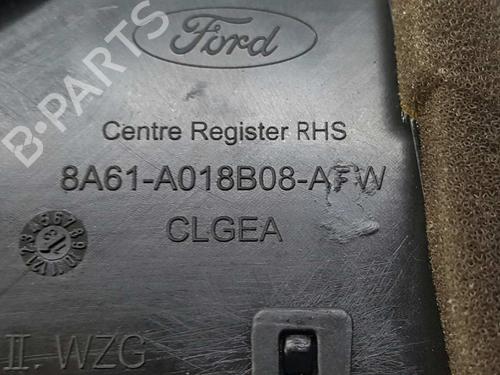 B-PARTS
Ford
Centre Register RHS
8A61-A018B08-AFW
CLGEA
II. WZG